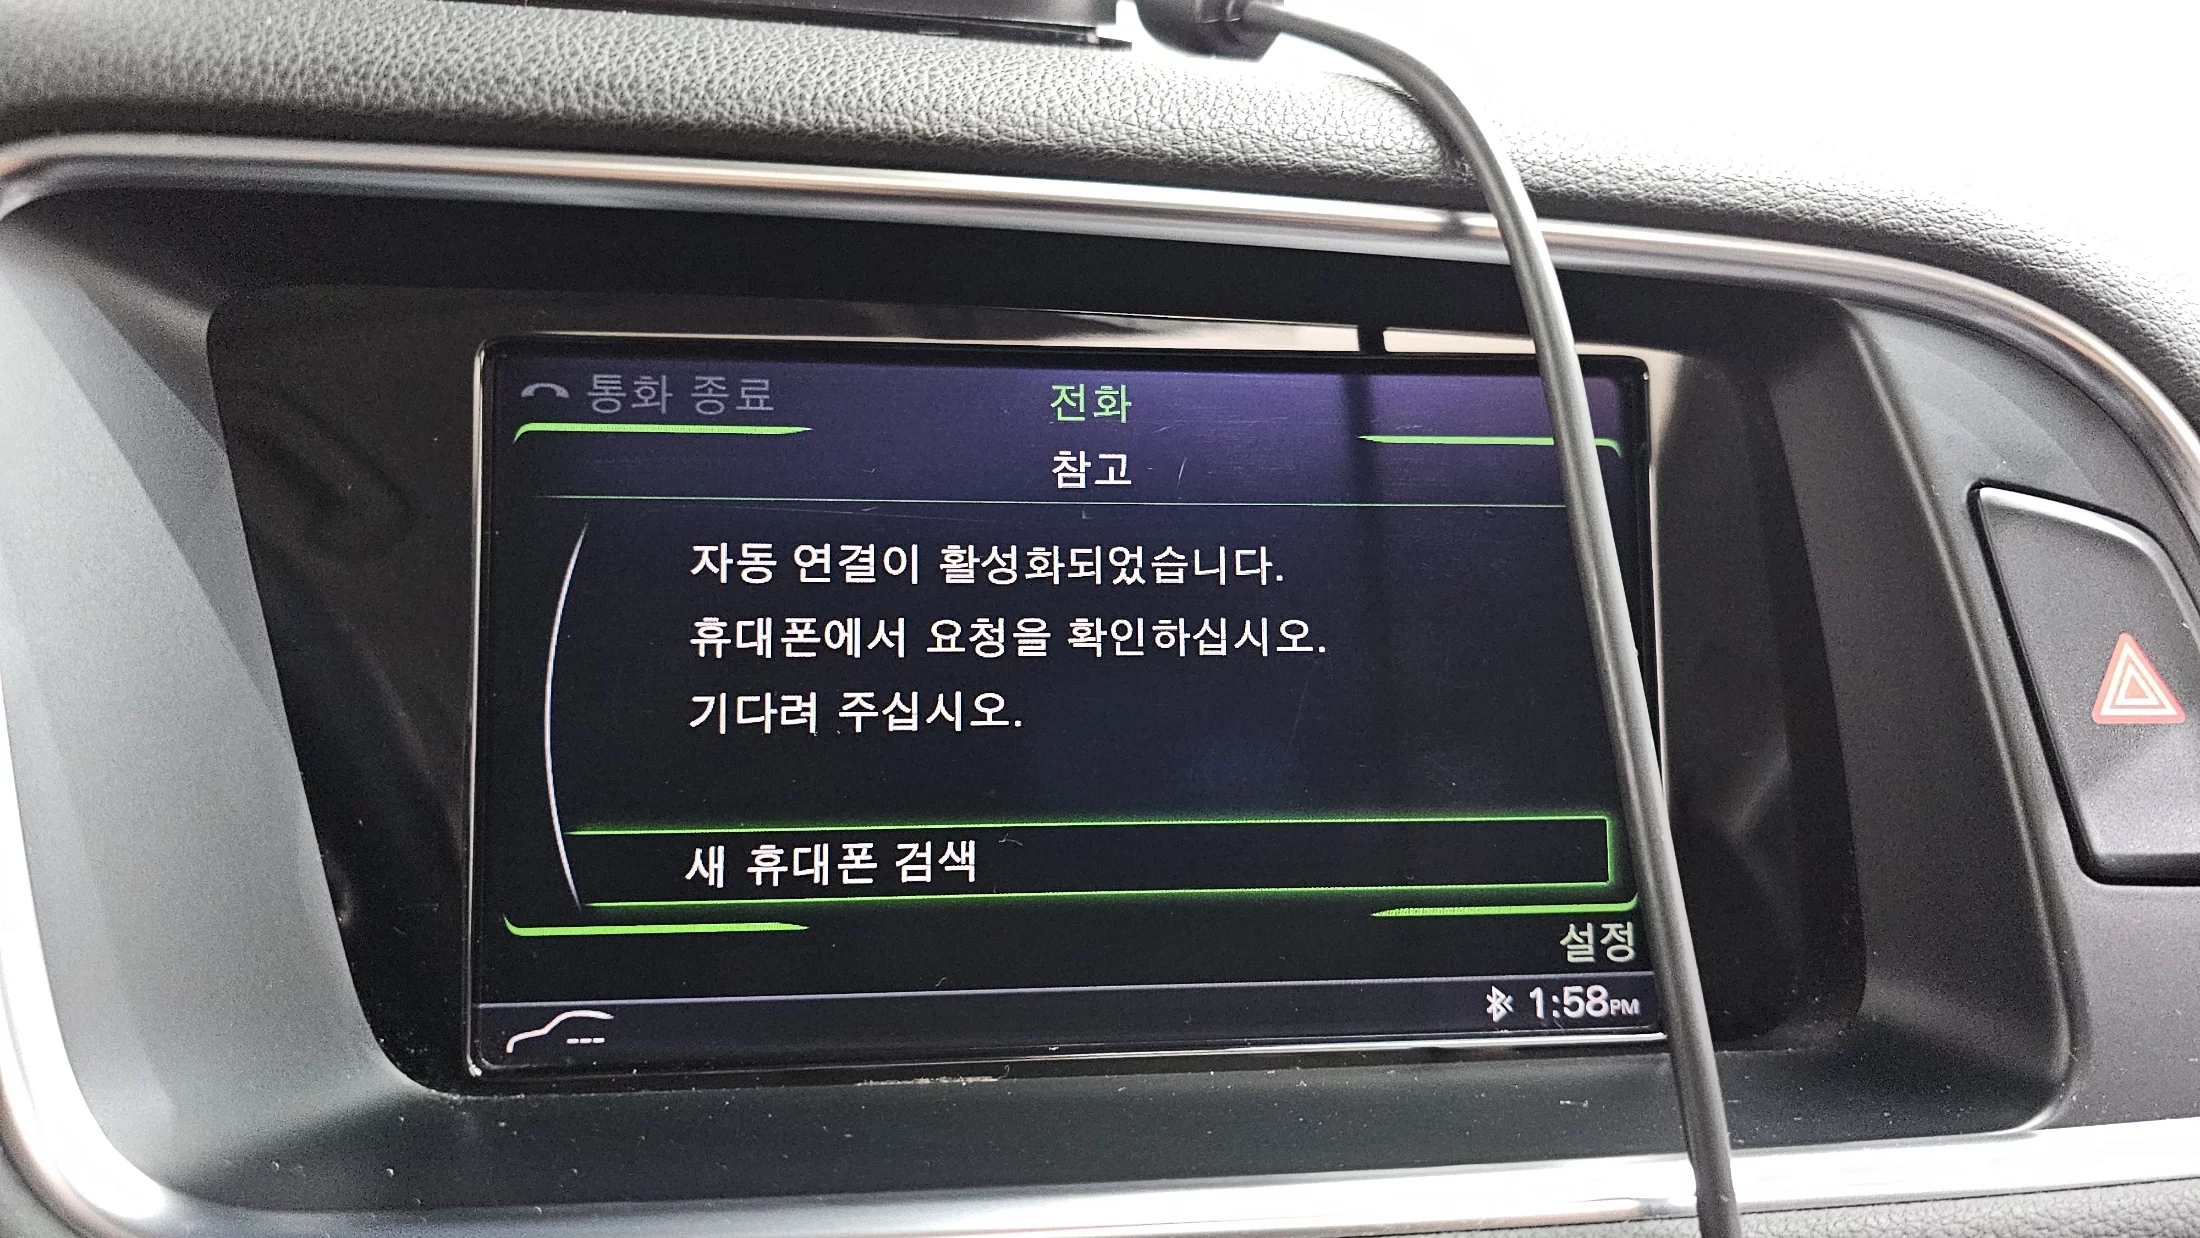 통화 종료
전화
참고
자동 연결이 활성화되었습니다.
휴대폰에서 요청을 확인하십시오.
기다려 주십시오.
새 휴대폰 검색
설정
1:58PM
---